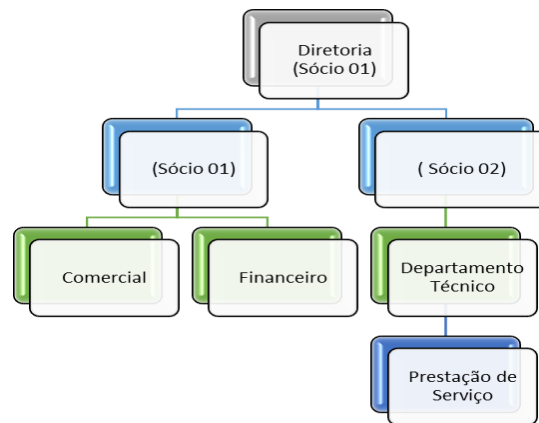 Diretoria
(Sócio 01)
(Sócio 01)
( Sócio 02)
Comercial
Financeiro
Departamento
Técnico
Prestação de
Serviço